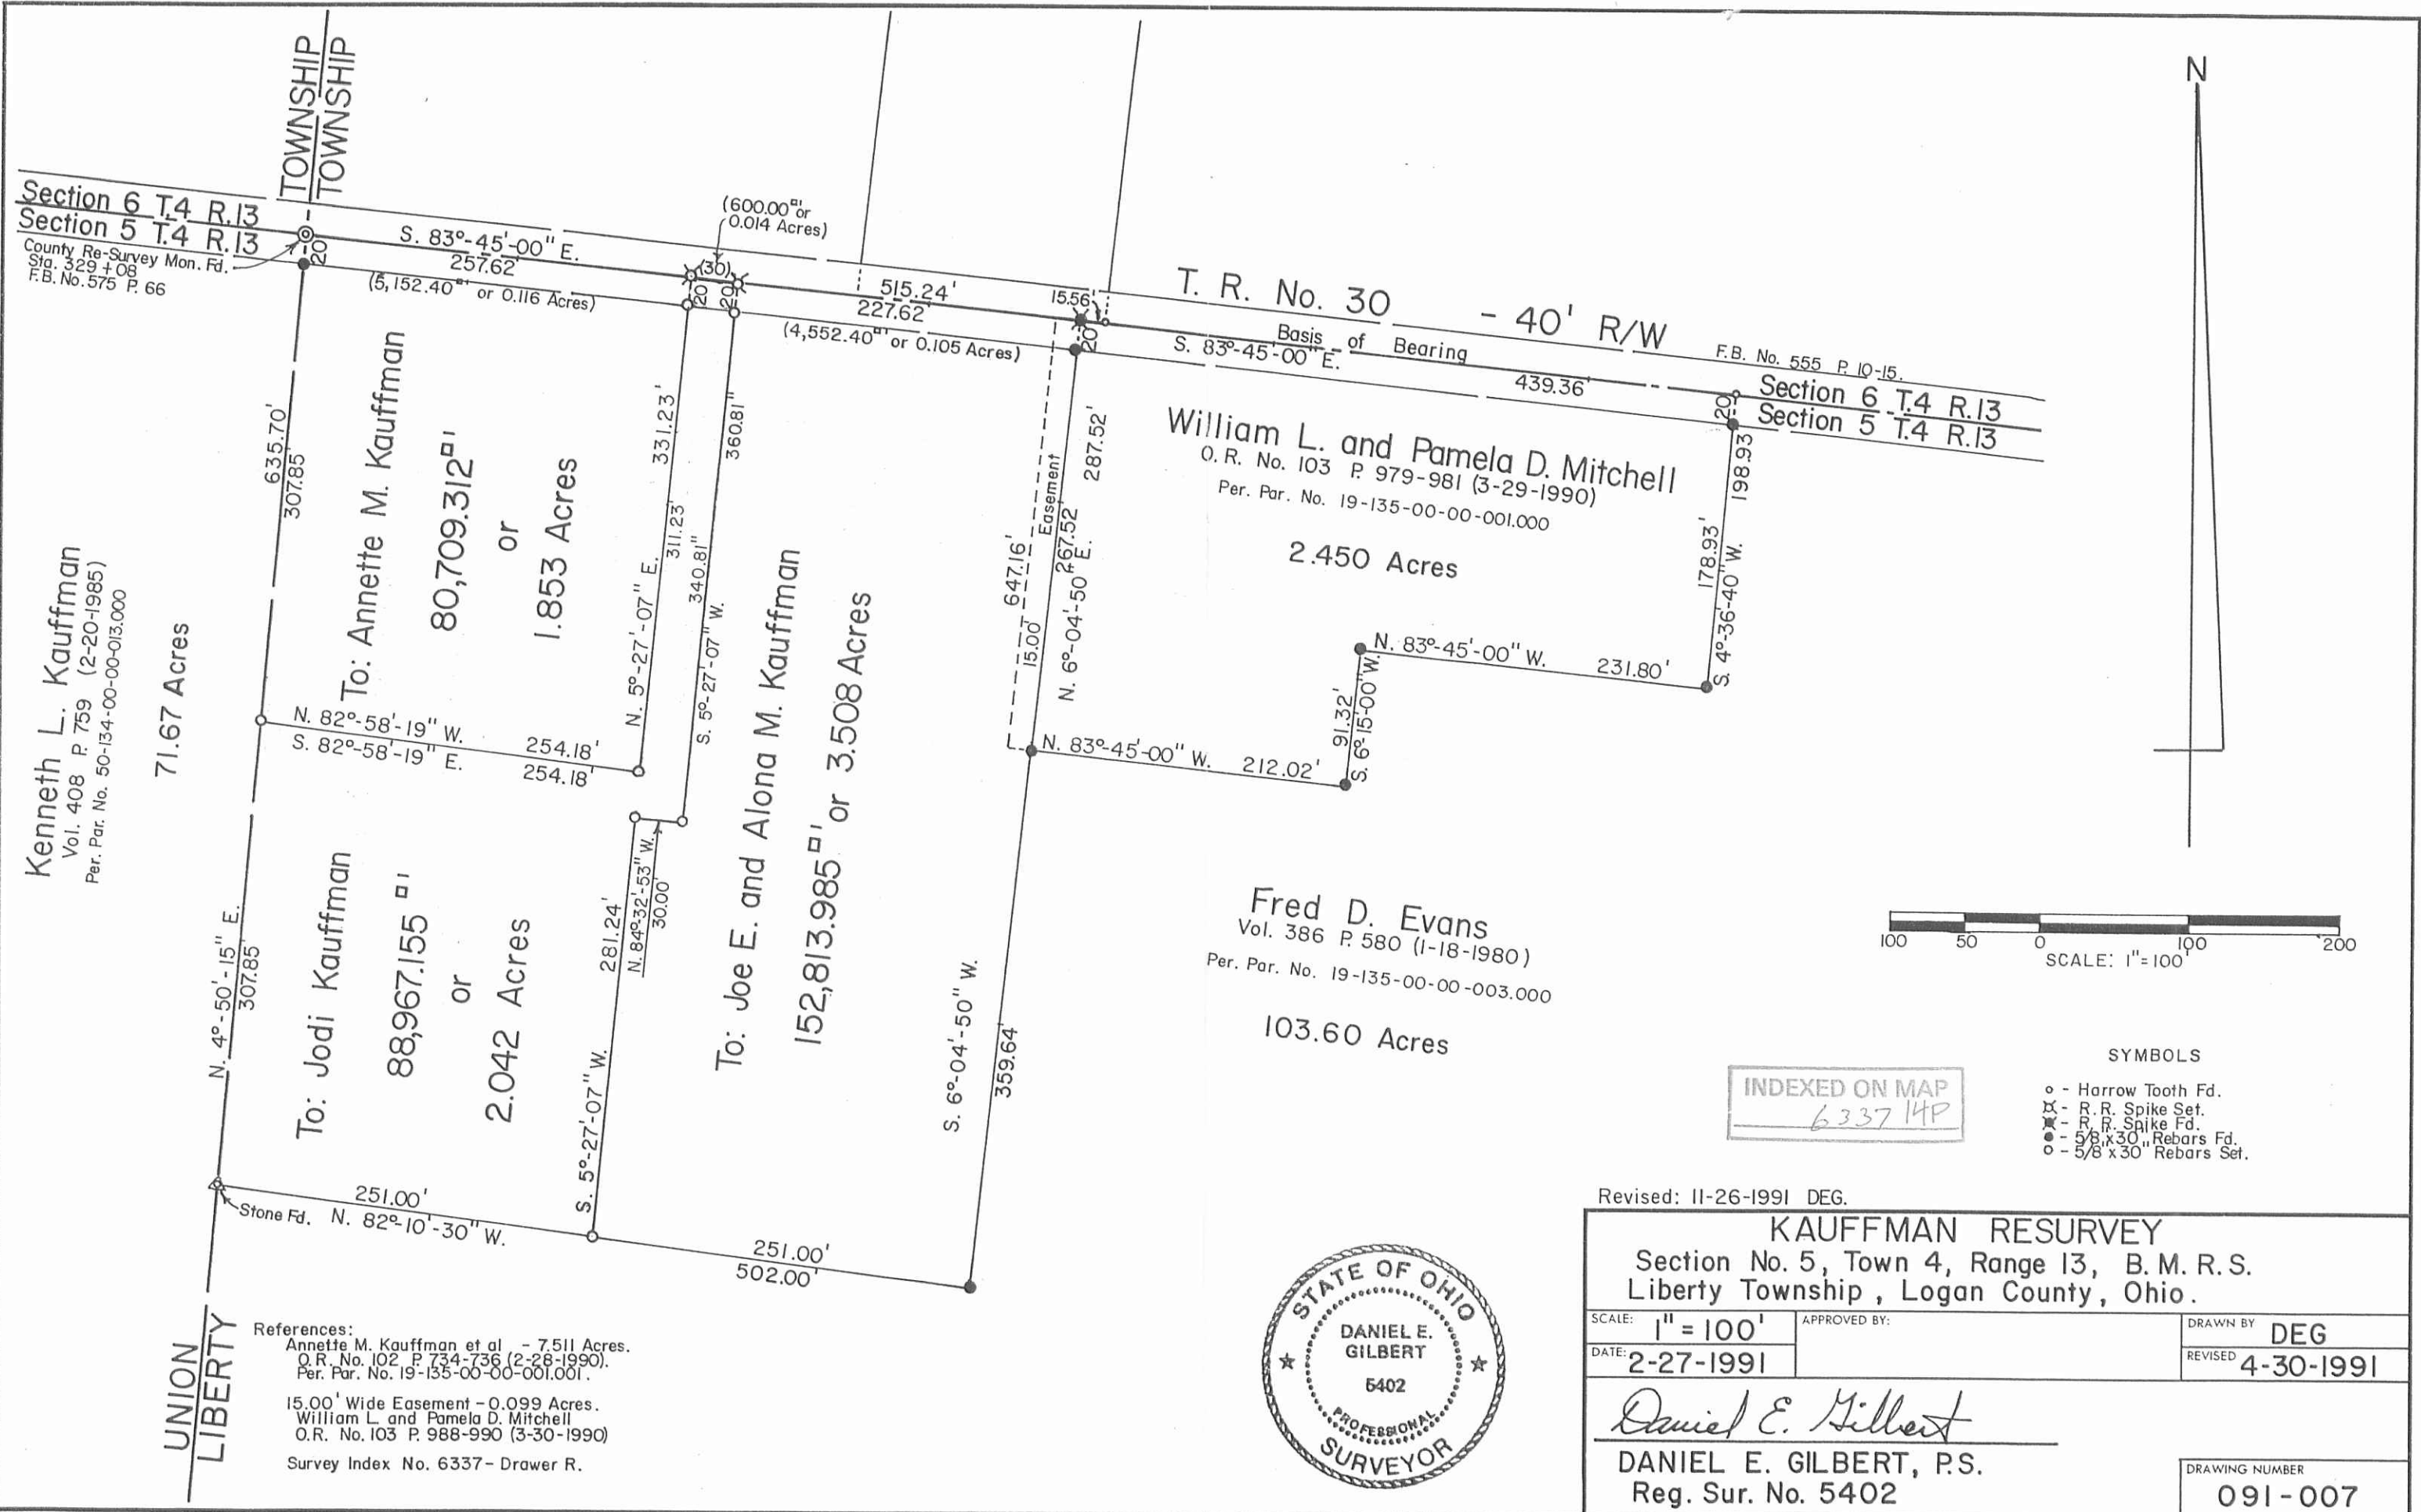 TOWNSHIP
TOWNSHIP
N
Section 6 T.4 R.13
Section 5 T.4 R.13
County Re-Survey Mon. Fd.
Sta. 329 + 08
F.B. No. 575 P. 66
20
S. 83°-45'-00" E.
257.62'
(5,152.40□' or 0.116 Acres)
(600.00□' or
0.014 Acres)
(30)
20
20
515.24'
227.62'
(4,552.40□' or 0.105 Acres)
15.56'
20
T. R. No. 30 - 40' R/W
Basis of Bearing
S. 83°-45'-00" E.
439.36'
F.B. No. 555 P. 10-15.
Section 6 T.4 R.13
Section 5 T.4 R.13
20
198.93
178.93'
S. 4°-36'-40" W.
William L. and Pamela D. Mitchell
O. R. No. 103 P. 979-981 (3-29-1990)
Per. Par. No. 19-135-00-00-001.000
2.450 Acres
N. 83°-45'-00" W. 231.80'
91.32'
S. 6°-15'-00" W.
N. 83°-45'-00" W. 212.02'
635.70'
307.85'
To: Annette M. Kauffman
80,709.312□'
or
1.853 Acres
331.23'
311.23'
N. 5°-27'-07" E.
360.81"
340.81"
S. 5°-27'-07" W.
647.16'
15.00'
Easement
287.52'
267.52'
N. 6°-04'-50" E.
Kenneth L. Kauffman
Vol. 408 P. 759 (2-20-1985)
Per. Par. No. 50-134-00-00-013.000
71.67 Acres
N. 82°-58'-19" W. 254.18'
S. 82°-58'-19" E. 254.18'
N. 4°-50'-15" E.
307.85'
To: Jodi Kauffman
88,967.155 □'
or
2.042 Acres
281.24'
N. 84°-32'-53" W.
30.00'
S. 5°-27'-07" W.
To: Joe E. and Alona M. Kauffman
152,813.985□' or 3.508 Acres
S. 6°-04'-50" W.
359.64'
Fred D. Evans
Vol. 386 P. 580 (1-18-1980)
Per. Par. No. 19-135-00-00-003.000
103.60 Acres
100 50 0 100 200
SCALE: 1"=100'
INDEXED ON MAP
6337 14P
SYMBOLS
o - Harrow Tooth Fd.
- R.R. Spike Set.
- R.R. Spike Fd.
● - 5/8"x30" Rebars Fd.
○ - 5/8"x30" Rebars Set.
251.00'
Stone Fd. N. 82°-10'-30" W.
251.00'
502.00'
UNION
LIBERTY
References:
Annette M. Kauffman et al - 7.511 Acres.
O.R. No. 102 P. 734-736 (2-28-1990).
Per. Par. No. 19-135-00-00-001.001.
15.00' Wide Easement - 0.099 Acres.
William L. and Pamela D. Mitchell
O.R. No. 103 P. 988-990 (3-30-1990)
Survey Index No. 6337- Drawer R.
STATE OF OHIO
DANIEL E.
GILBERT
5402
PROFESSIONAL
SURVEYOR
Revised: 11-26-1991 DEG.
KAUFFMAN RESURVEY
Section No. 5, Town 4, Range 13, B. M. R. S.
Liberty Township, Logan County, Ohio.
SCALE: 1" = 100'
APPROVED BY:
DRAWN BY DEG
DATE: 2-27-1991
REVISED 4-30-1991
Daniel E. Gilbert
DANIEL E. GILBERT, P.S.
Reg. Sur. No. 5402
DRAWING NUMBER
091-007